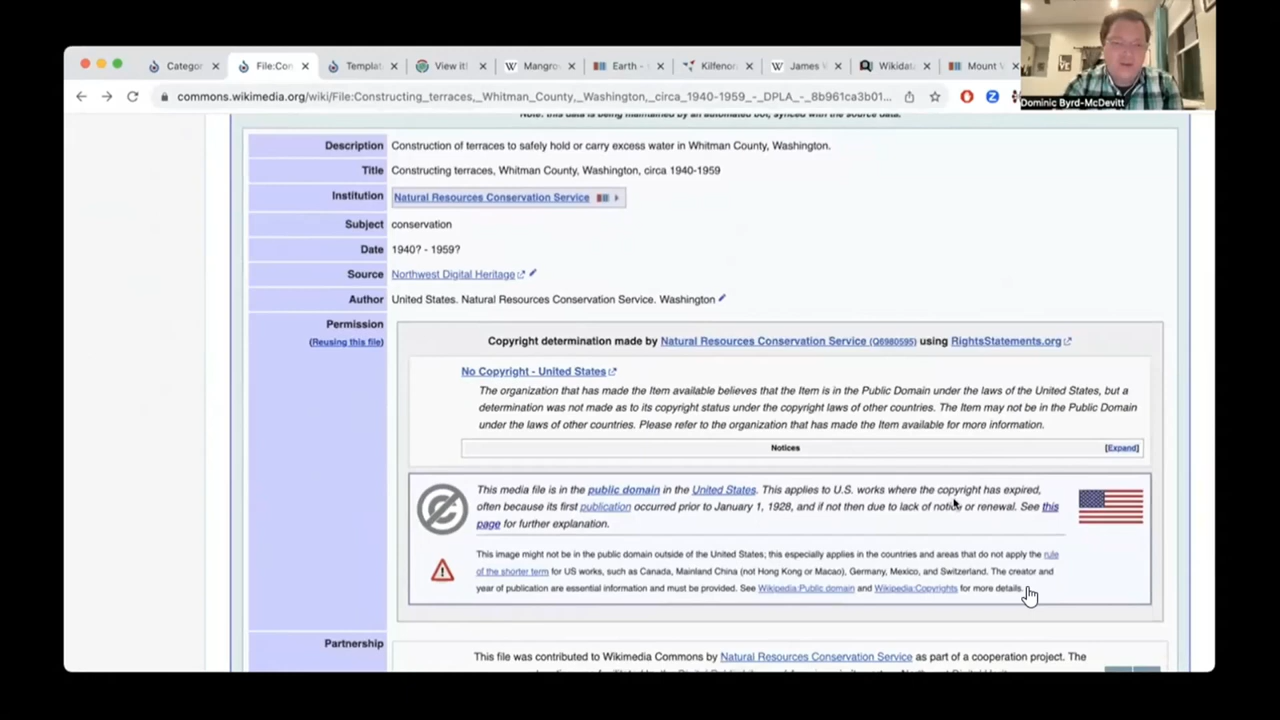 Categor
File:Con
Templat
View it!
Mangro
Earth -
Kilfenor
James
Wikidat
Mount
commons.wikimedia.org/wiki/File:Constructing_terraces,_Whitman_County,_Washington,_circa_1940-1959_-_DPLA_-_8b961ca3b01...
Dominic Byrd-McDevitt
Note: this data is being maintained by an automated bot, synced with the source data.
Description Construction of terraces to safely hold or carry excess water in Whitman County, Washington.
Title Constructing terraces, Whitman County, Washington, circa 1940-1959
Institution Natural Resources Conservation Service
Subject conservation
Date 1940? - 1959?
Source Northwest Digital Heritage
Author United States. Natural Resources Conservation Service. Washington
Permission
(Reusing this file)
Copyright determination made by Natural Resources Conservation Service (Q6980595) using RightsStatements.org
No Copyright - United States
The organization that has made the Item available believes that the Item is in the Public Domain under the laws of the United States, but a
determination was not made as to its copyright status under the copyright laws of other countries. The Item may not be in the Public Domain
under the laws of other countries. Please refer to the organization that has made the Item available for more information.
Notices [Expand]
This media file is in the public domain in the United States. This applies to U.S. works where the copyright has expired,
often because its first publication occurred prior to January 1, 1928, and if not then due to lack of notice or renewal. See this
page for further explanation.
This image might not be in the public domain outside of the United States; this especially applies in the countries and areas that do not apply the rule
of the shorter term for US works, such as Canada, Mainland China (not Hong Kong or Macao), Germany, Mexico, and Switzerland. The creator and
year of publication are essential information and must be provided. See Wikipedia:Public domain and Wikipedia:Copyrights for more details.
Partnership
This file was contributed to Wikimedia Commons by Natural Resources Conservation Service as part of a cooperation project. The